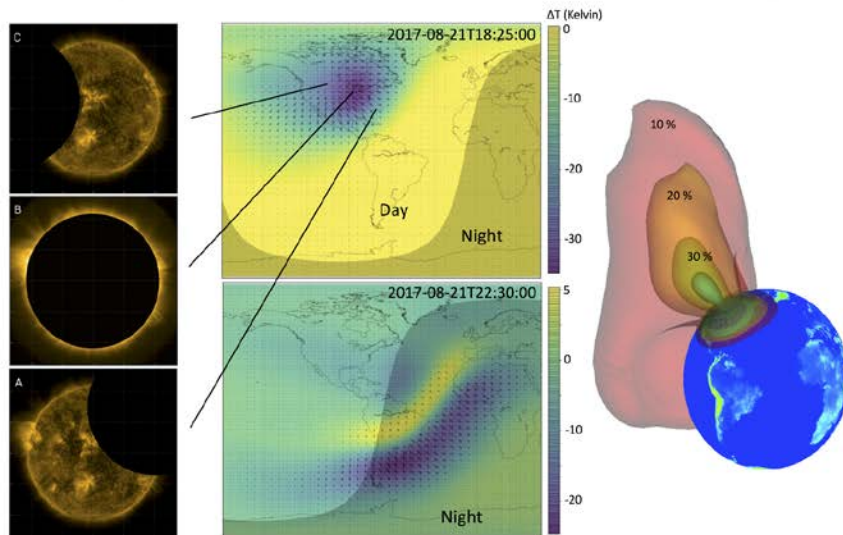 C
B
A
2017-08-21T18:25:00
Day
Night
2017-08-21T22:30:00
Night
ΔT (Kelvin)
0
-10
-20
-30
5
0
-10
-20
10 %
20 %
30 %